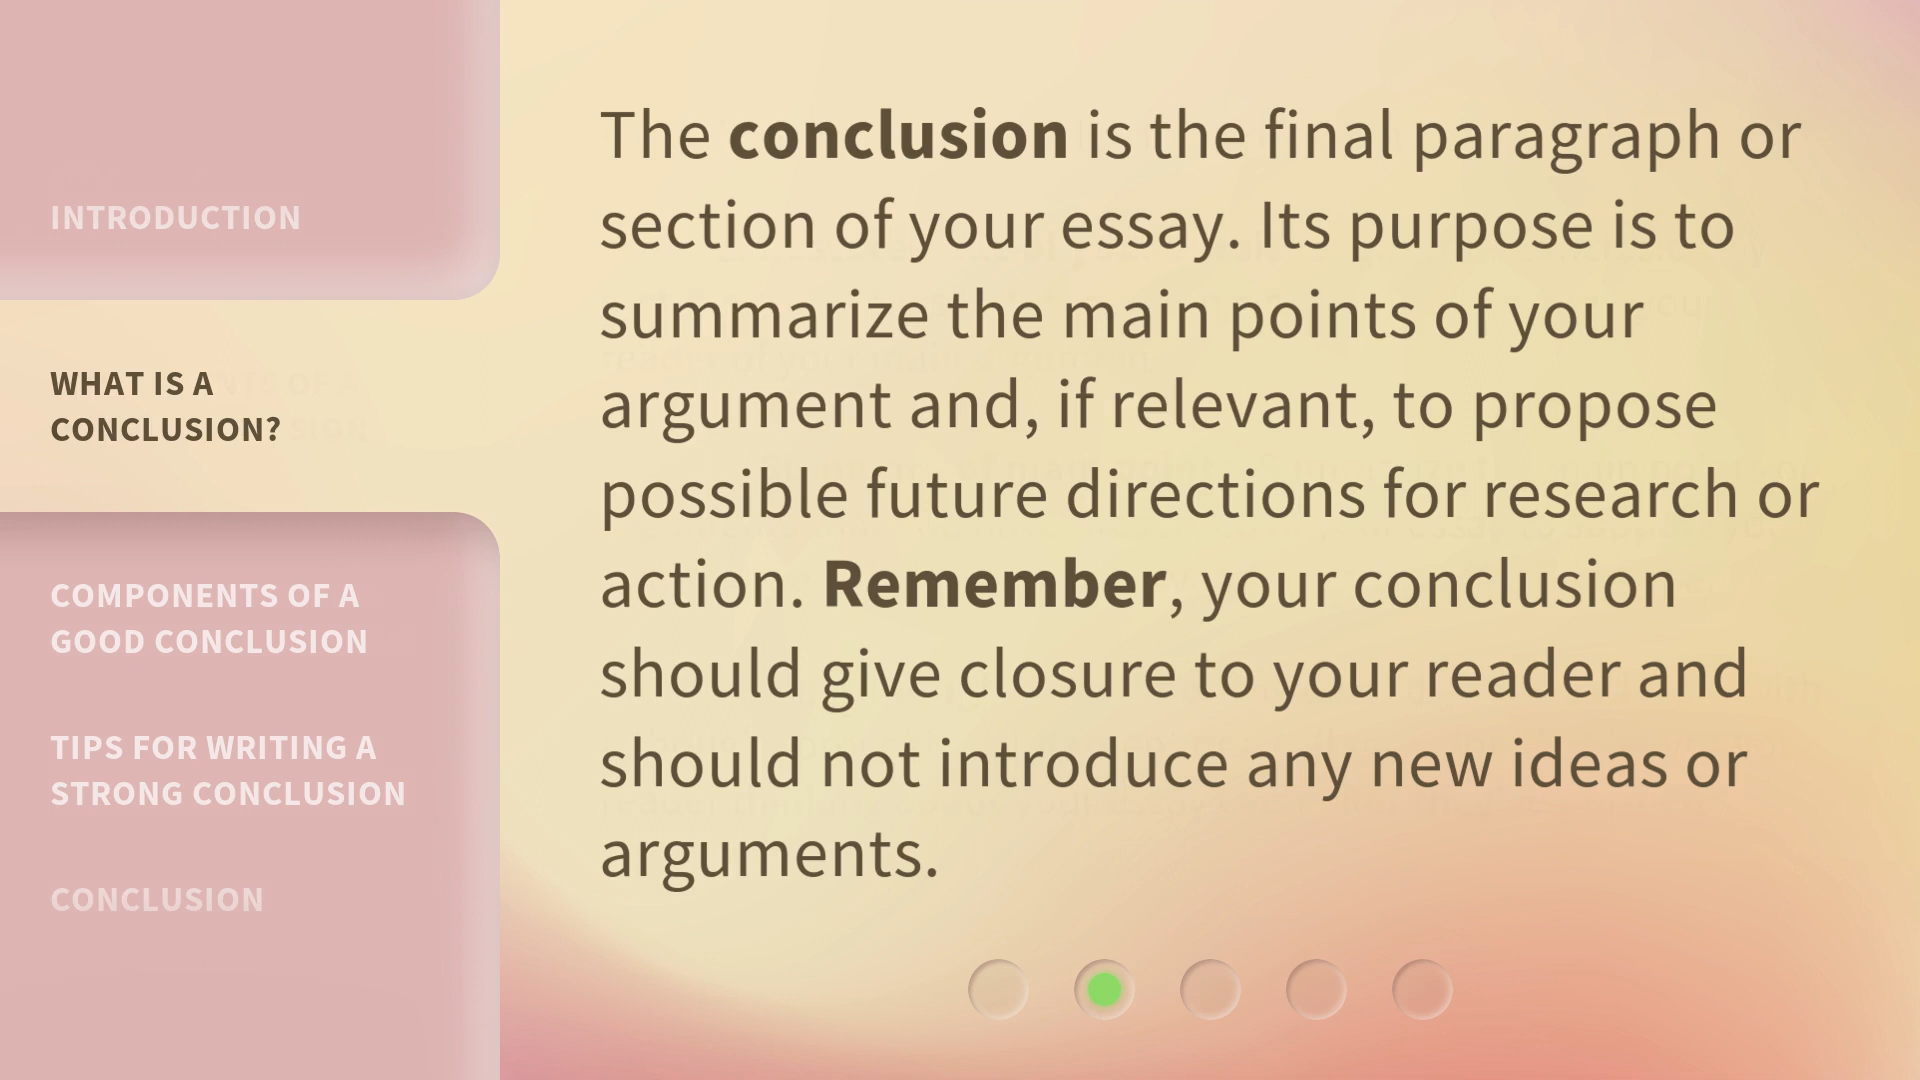 INTRODUCTION
WHAT IS A
CONCLUSION?
COMPONENTS OF A
GOOD CONCLUSION
TIPS FOR WRITING A
STRONG CONCLUSION
CONCLUSION
The conclusion is the final paragraph or
section of your essay. Its purpose is to
summarize the main points of your
argument and, if relevant, to propose
possible future directions for research or
action. Remember, your conclusion
should give closure to your reader and
should not introduce any new ideas or
arguments.